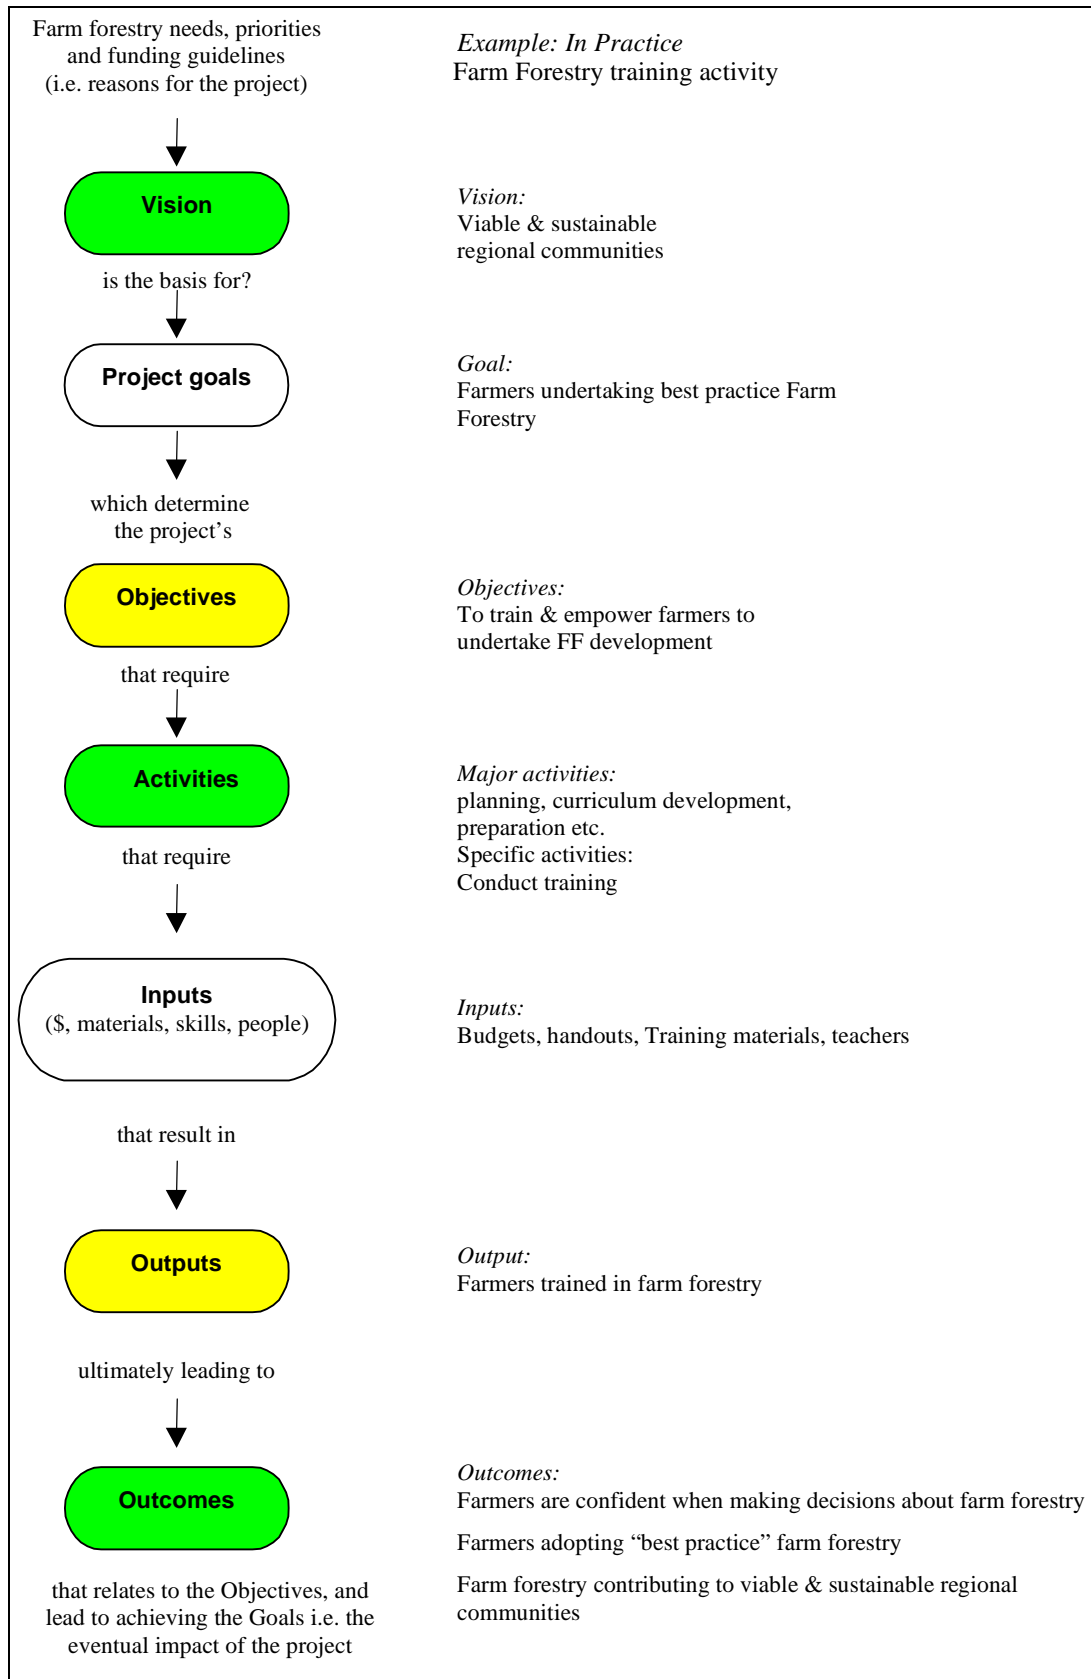 Farm forestry needs, priorities
and funding guidelines
(i.e. reasons for the project)
Example: In Practice
Farm Forestry training activity
Vision
Vision:
Viable & sustainable
regional communities
is the basis for?
Project goals
Goal:
Farmers undertaking best practice Farm
Forestry
which determine
the project’s
Objectives
Objectives:
To train & empower farmers to
undertake FF development
that require
Activities
Major activities:
planning, curriculum development,
preparation etc.
Specific activities:
Conduct training
that require
Inputs
($, materials, skills, people)
Inputs:
Budgets, handouts, Training materials, teachers
that result in
Outputs
Output:
Farmers trained in farm forestry
ultimately leading to
Outcomes
Outcomes:
Farmers are confident when making decisions about farm forestry
Farmers adopting “best practice” farm forestry
Farm forestry contributing to viable & sustainable regional
communities
that relates to the Objectives, and
lead to achieving the Goals i.e. the
eventual impact of the project